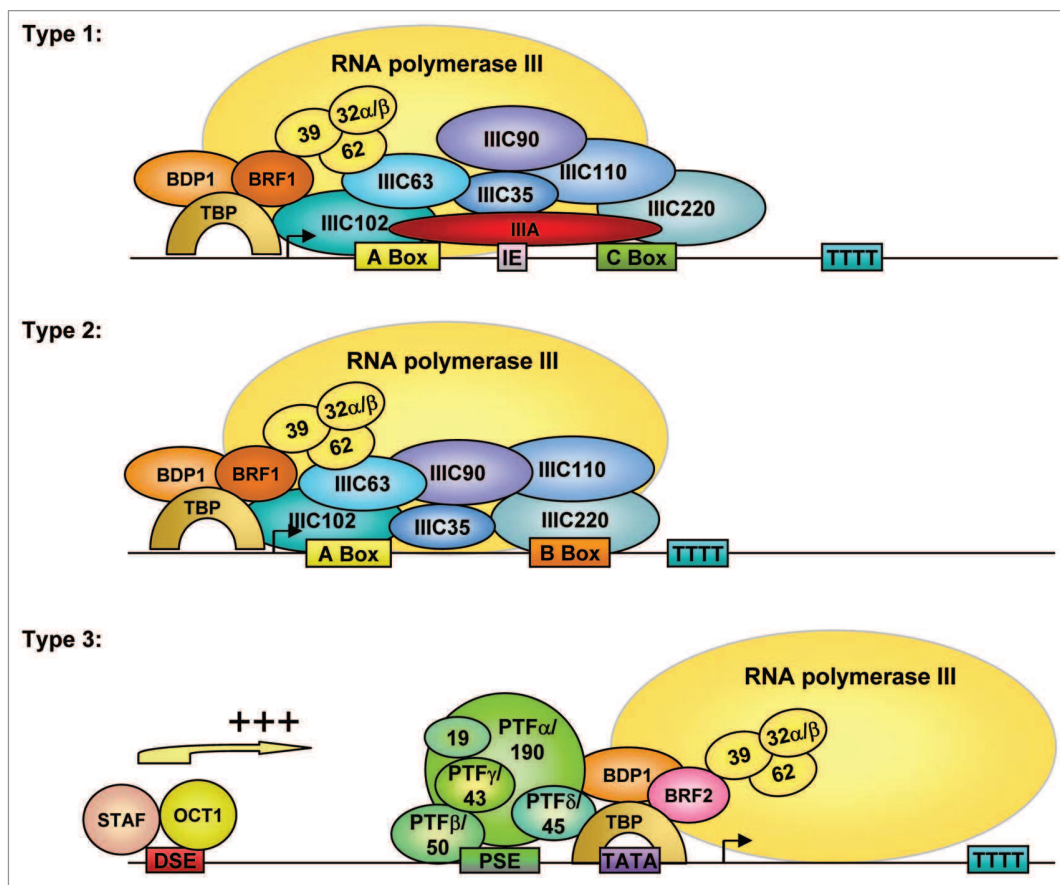 Type 1:
RNA polymerase III
32α/β
39
62
IIIC90
BDP1
BRF1
IIIC63
IIIC110
IIIC35
TBP
IIIC102
IIIC220
IIIA
A Box
IE
C Box
TTTT
Type 2:
RNA polymerase III
32α/β
39
62
BDP1
BRF1
IIIC63
IIIC90
IIIC110
TBP
IIIC102
IIIC35
IIIC220
A Box
B Box
TTTT
Type 3:
RNA polymerase III
+++
19
PTFα/
190
39
32α/β
62
PTFγ/
43
BDP1
BRF2
STAF
OCT1
PTFβ/
50
PTFδ/
45
TBP
DSE
PSE
TATA
TTTT